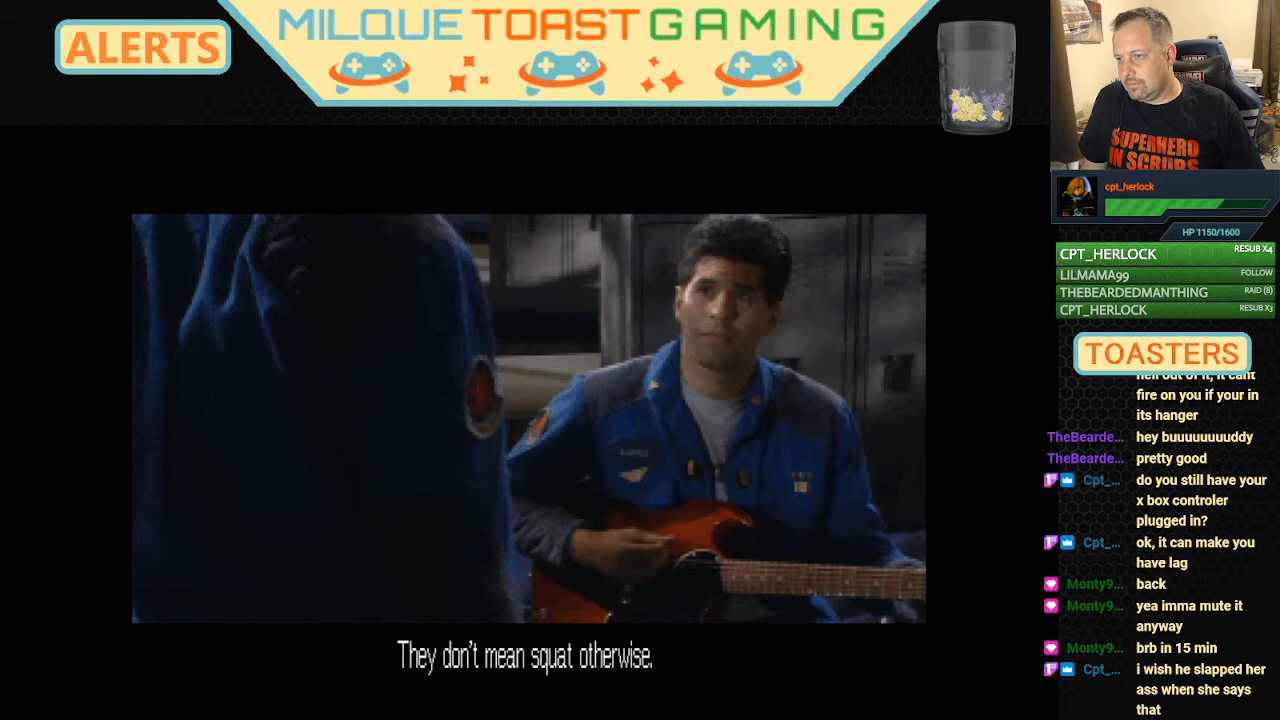 ALERTS
MILQUETOASTGAMING
SUPERHERO
IN SCRUBS
cpt_herlock
HP 1150/1600
CPT_HERLOCK RESUB X4
LILMAMA99 FOLLOW
THEBEARDEDMANTHING RAID (8)
CPT_HERLOCK RESUB X3
TOASTERS
hell out of it, it cant
fire on you if your in
its hanger
TheBearde... hey buuuuuuuddy
TheBearde... pretty good
Cpt_... do you still have your
x box controler
plugged in?
Cpt_... ok, it can make you
have lag
Monty9... back
Monty9... yea imma mute it
anyway
Monty9... brb in 15 min
Cpt_... i wish he slapped her
ass when she says
that
They don't mean squat otherwise.